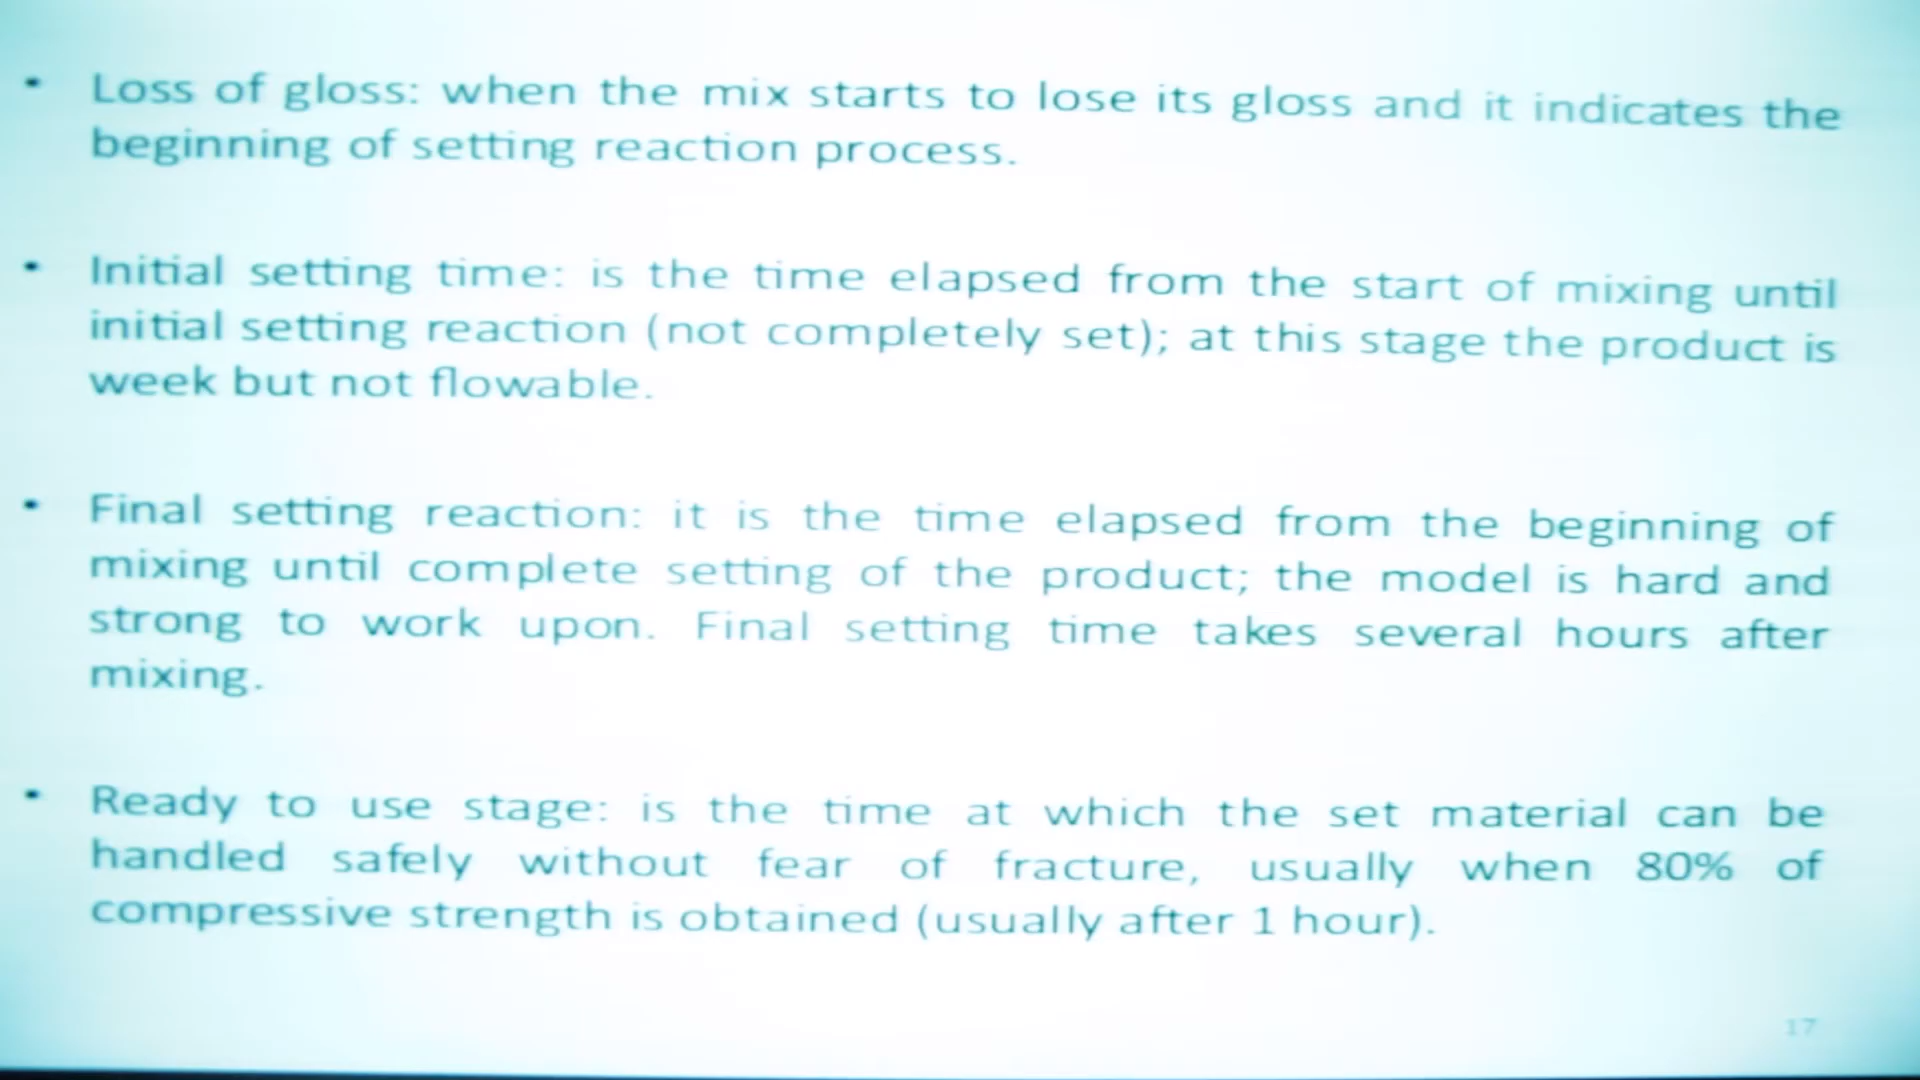 • Loss of gloss: when the mix starts to lose its gloss and it indicates the
beginning of setting reaction process.
• Initial setting time: is the time elapsed from the start of mixing until
initial setting reaction (not completely set); at this stage the product is
week but not flowable.
• Final setting reaction: it is the time elapsed from the beginning of
mixing until complete setting of the product; the model is hard and
strong to work upon. Final setting time takes several hours after
mixing.
• Ready to use stage: is the time at which the set material can be
handled safely without fear of fracture, usually when 80% of
compressive strength is obtained (usually after 1 hour).
17